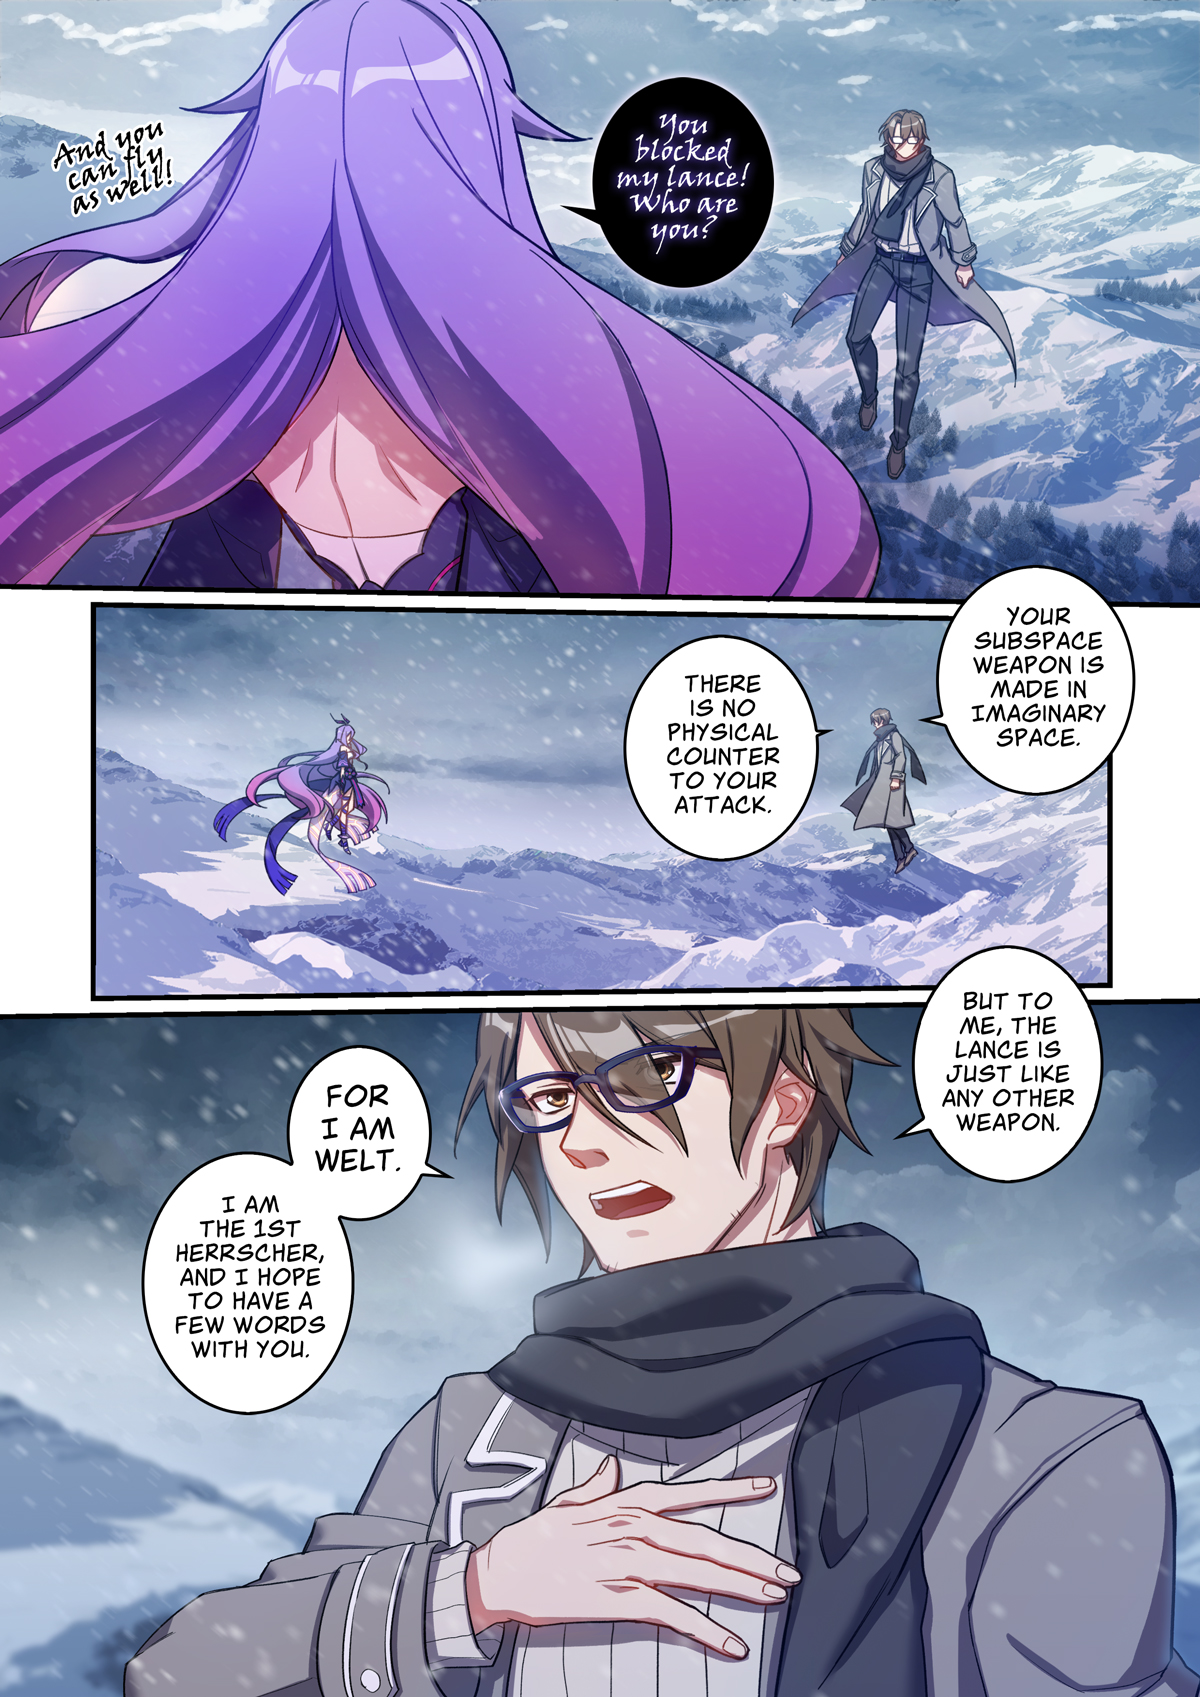 You
blocked
my lance!
Who are
you?
And you
can fly
as well!
YOUR
SUBSPACE
WEAPON IS
MADE IN
IMAGINARY
SPACE.
THERE
IS NO
PHYSICAL
COUNTER
TO YOUR
ATTACK.
BUT TO
ME, THE
LANCE IS
JUST LIKE
ANY OTHER
WEAPON.
FOR
I AM
WELT.
I AM
THE 1ST
HERRSCHER,
AND I HOPE
TO HAVE A
FEW WORDS
WITH YOU.